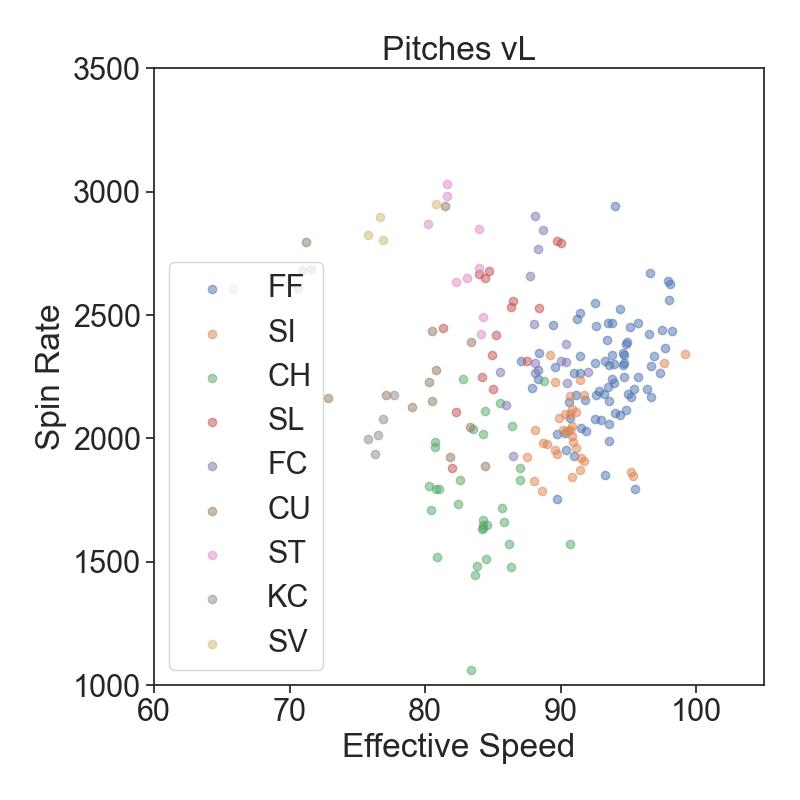 Pitches vL
3500
3000
2500
2000
1500
1000
Spin Rate
FF
SI
CH
SL
FC
CU
ST
KC
SV
60 70 80 90 100
Effective Speed